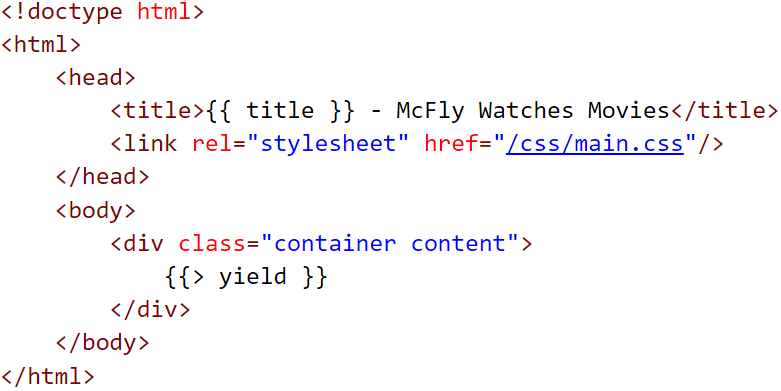 <!doctype html>
<html>
    <head>
        <title>{{ title }} - McFly Watches Movies</title>
        <link rel="stylesheet" href="/css/main.css"/>
    </head>
    <body>
        <div class="container content">
            {{> yield }}
        </div>
    </body>
</html>